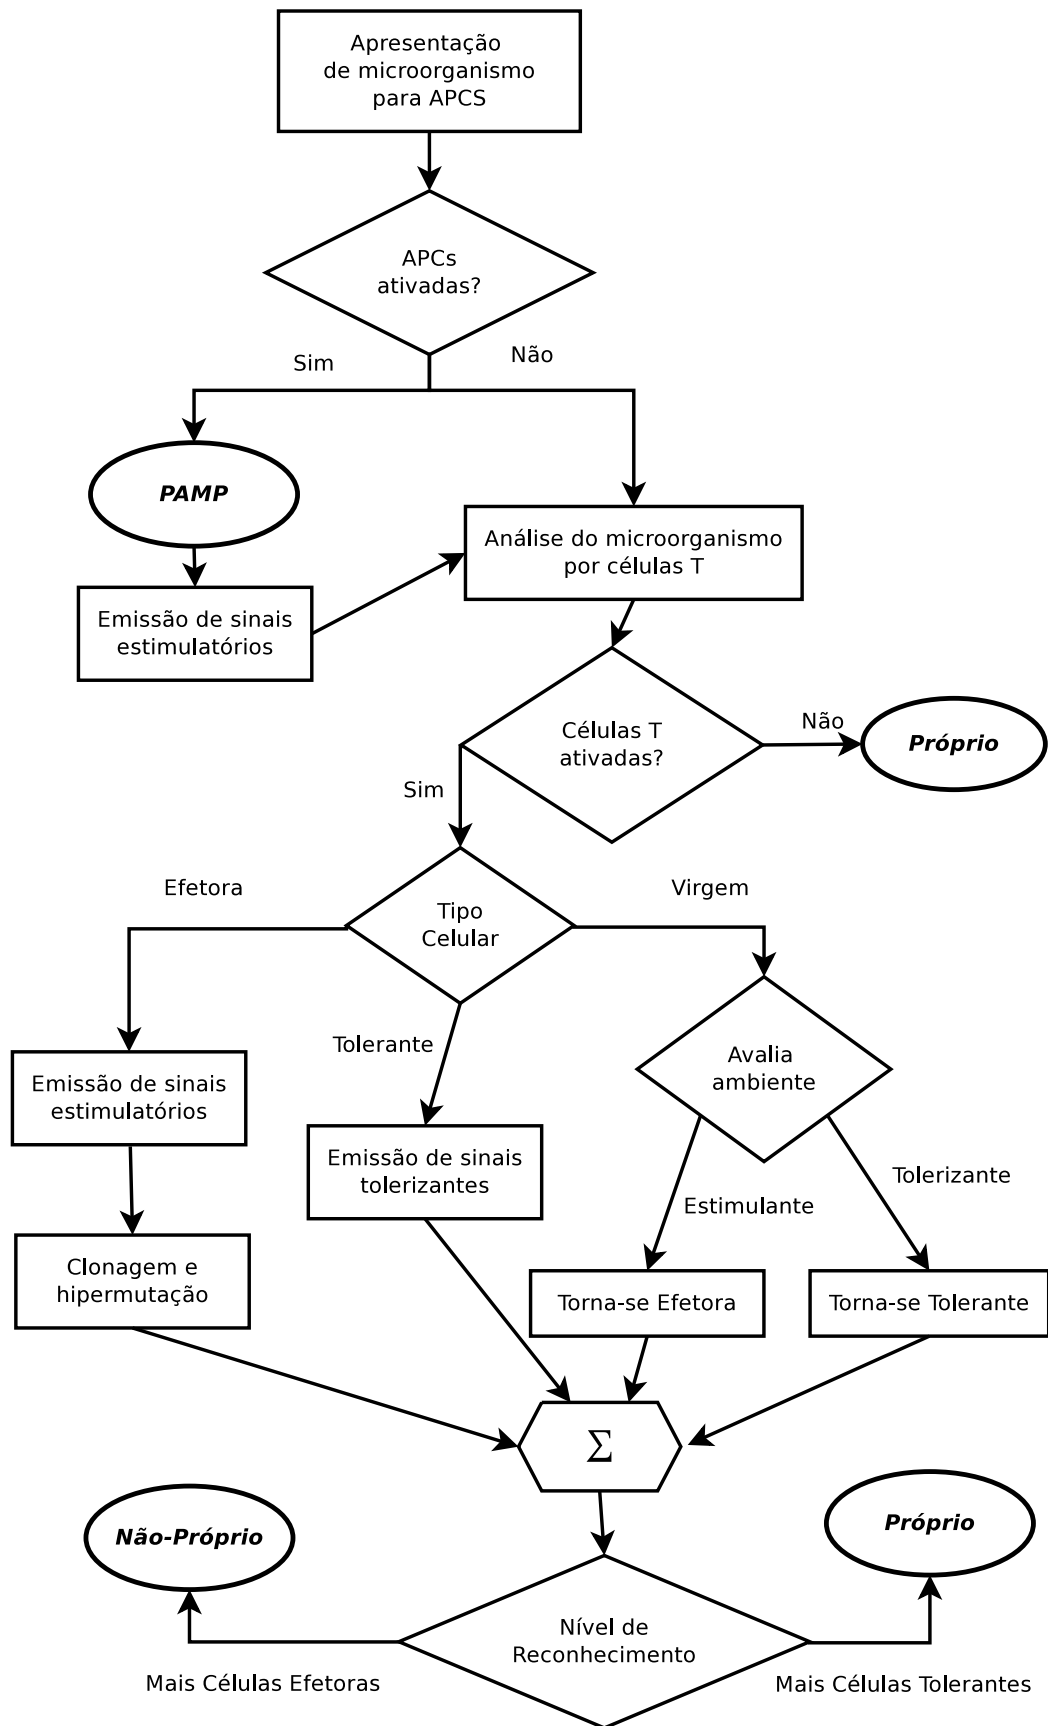 Apresentação
de microorganismo
para APCS
APCs
ativadas?
Sim
Não
PAMP
Análise do microorganismo
por células T
Emissão de sinais
estimulatórios
Células T
ativadas?
Não
Próprio
Sim
Efetora
Tipo
Celular
Virgem
Tolerante
Avalia
ambiente
Emissão de sinais
estimulatórios
Emissão de sinais
tolerizantes
Tolerizante
Estimulante
Clonagem e
hipermutação
Torna-se Efetora
Torna-se Tolerante
Σ
Não-Próprio
Próprio
Nível de
Reconhecimento
Mais Células Efetoras
Mais Células Tolerantes